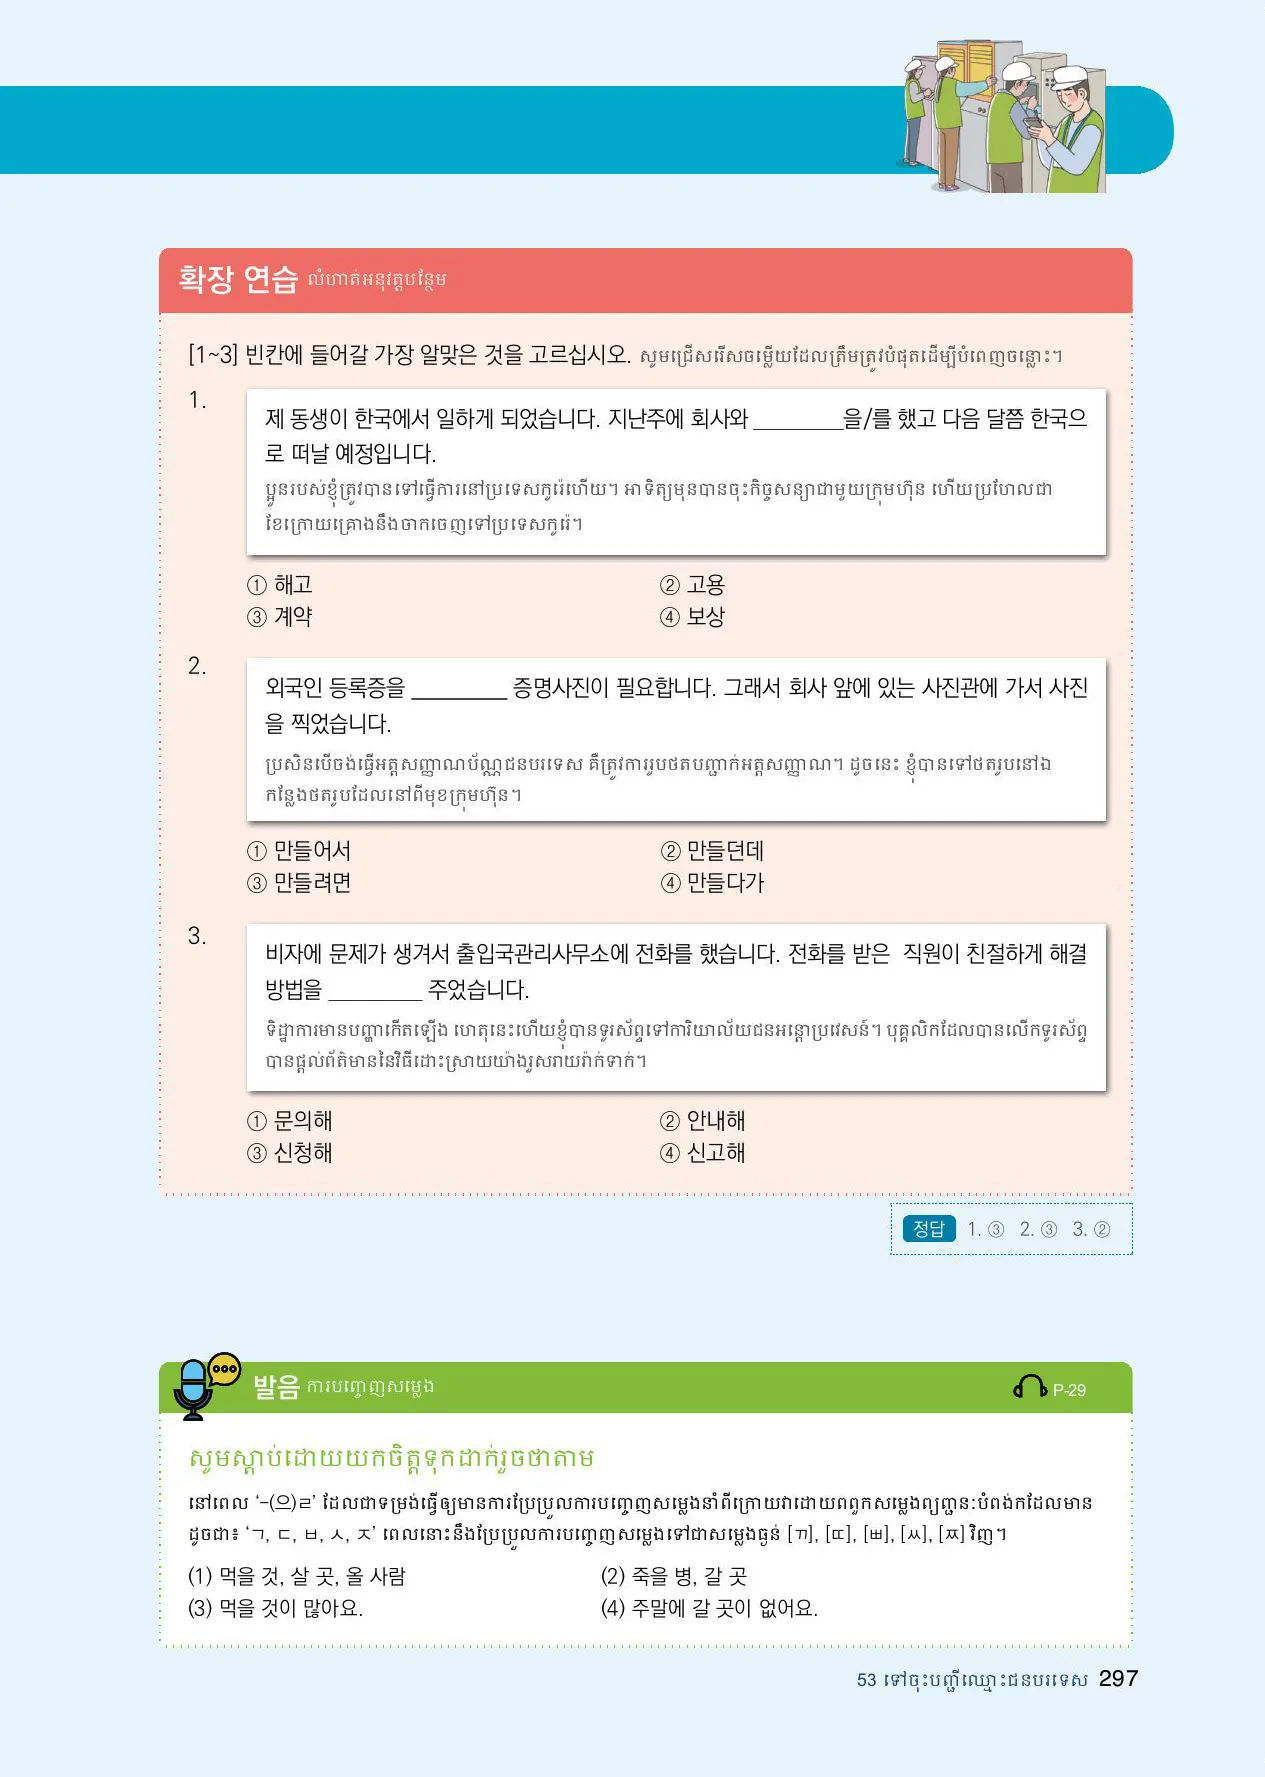 확장 연습 លំហាត់អនុវត្តបន្ថែម
[1~3] 빈칸에 들어갈 가장 알맞은 것을 고르십시오. សូមជ្រើសរើសចម្លើយដែលត្រឹមត្រូវបំផុតដើម្បីបំពេញចន្លោះ។
1.
제 동생이 한국에서 일하게 되었습니다. 지난주에 회사와 ________을/를 했고 다음 달쯤 한국으
로 떠날 예정입니다.
ប្អូនរបស់ខ្ញុំត្រូវបានទៅធ្វើការនៅប្រទេសកូរ៉េហើយ។ អាទិត្យមុនបានចុះកិច្ចសន្យាជាមួយក្រុមហ៊ុន ហើយប្រហែលជា
ខែក្រោយគ្រោងនឹងចាកចេញទៅប្រទេសកូរ៉េ។
① 해고 ② 고용
③ 계약 ④ 보상
2.
외국인 등록증을 ________ 증명사진이 필요합니다. 그래서 회사 앞에 있는 사진관에 가서 사진
을 찍었습니다.
ប្រសិនបើចង់ធ្វើអត្តសញ្ញាណប័ណ្ណជនបរទេស គឺត្រូវការរូបថតបញ្ជាក់អត្តសញ្ញាណ។ ដូចនេះ ខ្ញុំបានទៅថតរូបនៅឯ
កន្លែងថតរូបដែលនៅពីមុខក្រុមហ៊ុន។
① 만들어서 ② 만들던데
③ 만들려면 ④ 만들다가
3.
비자에 문제가 생겨서 출입국관리사무소에 전화를 했습니다. 전화를 받은 직원이 친절하게 해결
방법을 ________ 주었습니다.
ទិដ្ឋាការមានបញ្ហាកើតឡើង ហេតុនេះហើយខ្ញុំបានទូរស័ព្ទទៅការិយាល័យជនអន្តោប្រវេសន៍។ បុគ្គលិកដែលបានលើកទូរស័ព្ទ
បានផ្តល់ព័ត៌មាននៃវិធីដោះស្រាយយ៉ាងរួសរាយរ៉ាក់ទាក់។
① 문의해 ② 안내해
③ 신청해 ④ 신고해
정답 1. ③ 2. ③ 3. ②
발음 ការបញ្ចេញសម្លេង P-29
សូមស្តាប់ដោយយកចិត្តទុកដាក់រួចថាតាម
នៅពេល ‘-(으)ㄹ’ ដែលជាទម្រង់ធ្វើឲ្យមានការប្រែប្រួលការបញ្ចេញសម្លេងនាំពីក្រោយវាដោយពពួកសម្លេងព្យញ្ជនៈបំពង់កដែលមាន
ដូចជា៖ ‘ㄱ, ㄷ, ㅂ, ㅅ, ㅈ’ ពេលនោះនឹងប្រែប្រួលការបញ្ចេញសម្លេងទៅជាសម្លេងធ្ងន់ [ㄲ], [ㄸ], [ㅃ], [ㅆ], [ㅉ] វិញ។
(1) 먹을 것, 살 곳, 올 사람 (2) 죽을 병, 갈 곳
(3) 먹을 것이 많아요. (4) 주말에 갈 곳이 없어요.
53 ទៅចុះបញ្ជីឈ្មោះជនបរទេស 297